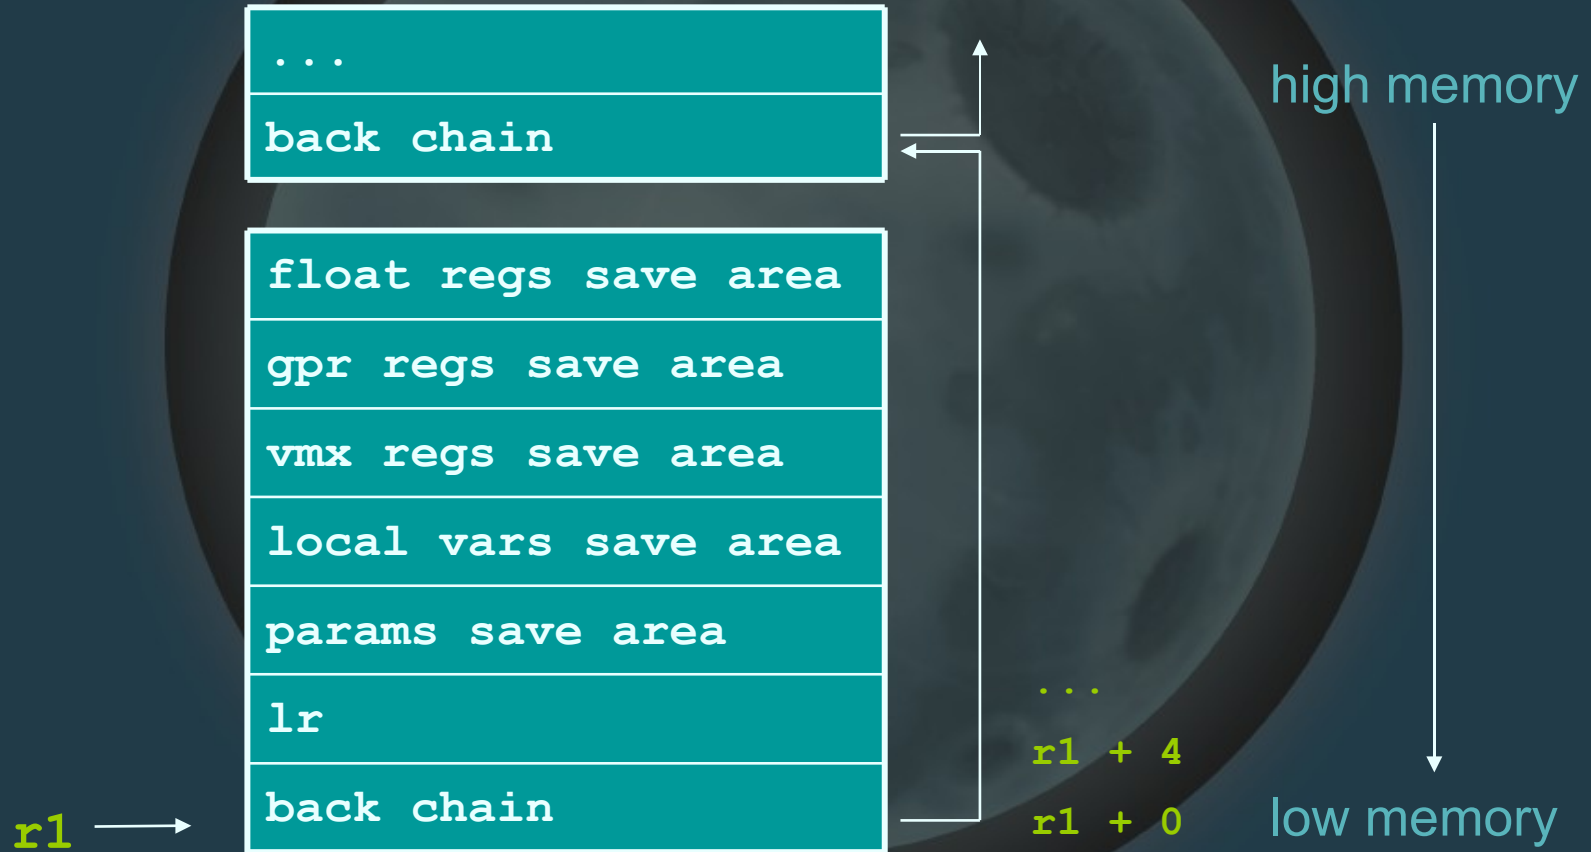 ...
back chain
float regs save area
gpr regs save area
vmx regs save area
local vars save area
params save area
lr
back chain
r1
...
r1 + 4
r1 + 0
high memory
low memory